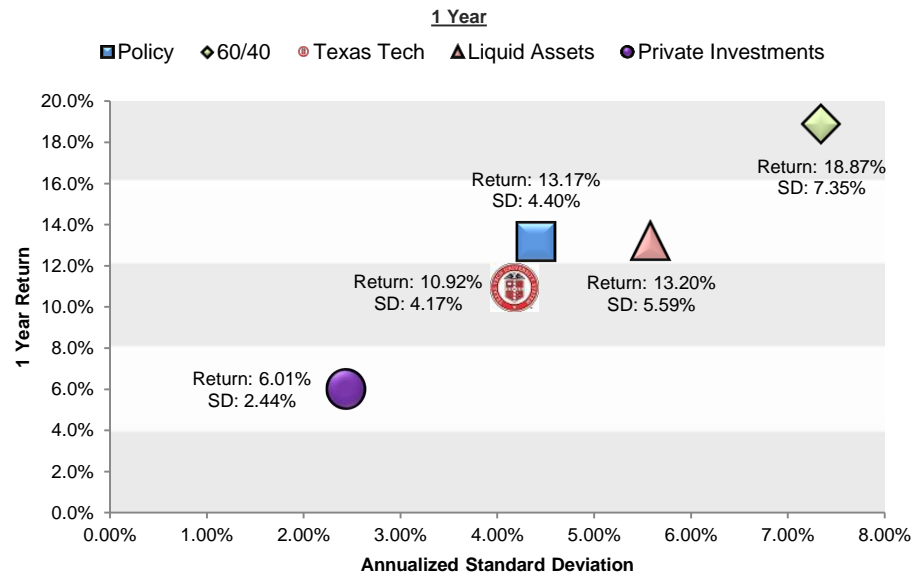 1 Year
Policy 60/40 Texas Tech Liquid Assets Private Investments
20.0%
18.0%
16.0%
14.0%
12.0%
10.0%
8.0%
6.0%
4.0%
2.0%
0.0%
1 Year Return
Return: 18.87%
SD: 7.35%
Return: 13.17%
SD: 4.40%
Return: 10.92%
SD: 4.17%
Return: 13.20%
SD: 5.59%
Return: 6.01%
SD: 2.44%
0.00% 1.00% 2.00% 3.00% 4.00% 5.00% 6.00% 7.00% 8.00%
Annualized Standard Deviation